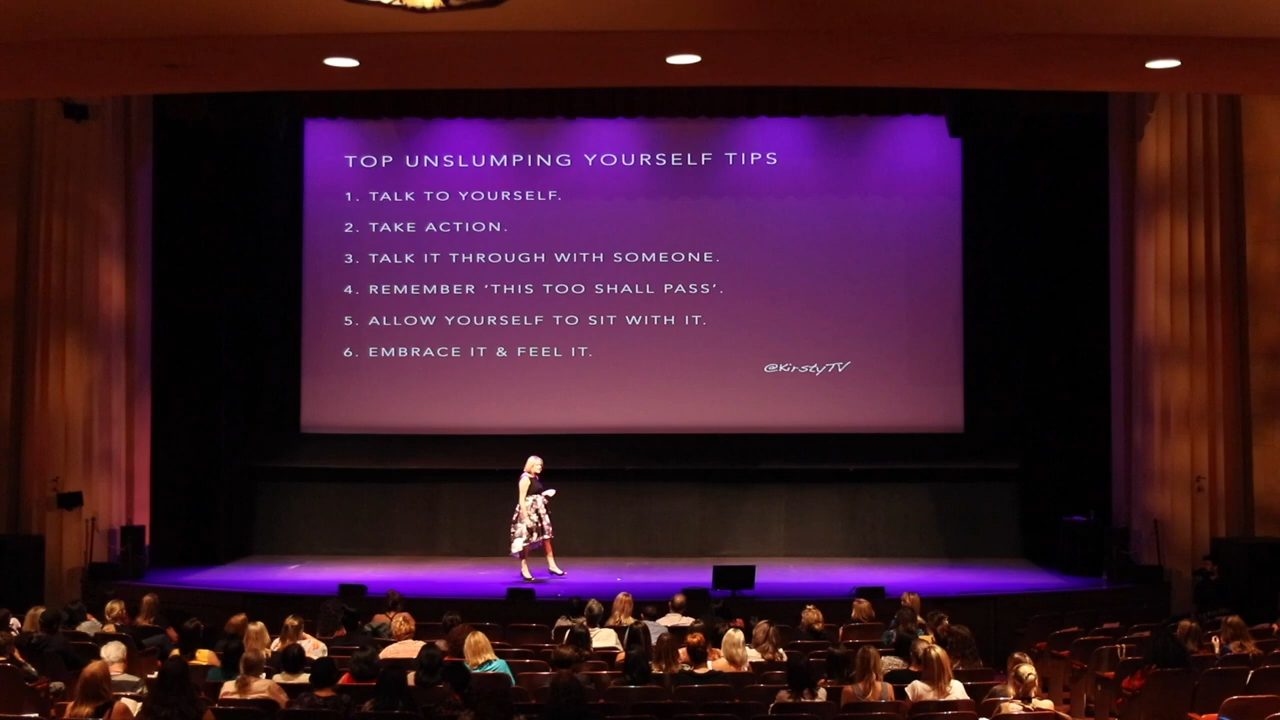 TOP UNSLUMPING YOURSELF TIPS
1. TALK TO YOURSELF.
2. TAKE ACTION.
3. TALK IT THROUGH WITH SOMEONE.
4. REMEMBER ‘THIS TOO SHALL PASS’.
5. ALLOW YOURSELF TO SIT WITH IT.
6. EMBRACE IT & FEEL IT.
@KirstyTV